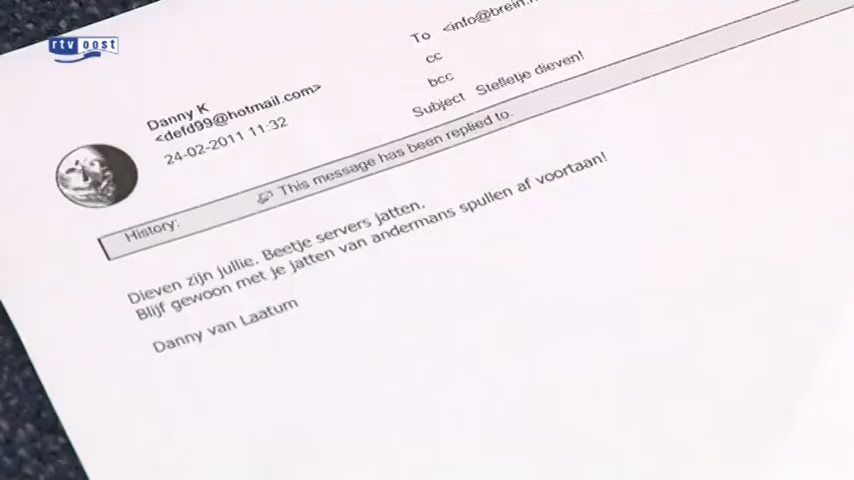 rtv oost
To <info@brein.n
cc
bcc
Subject Stelletje dieven!
Danny K
<defd99@hotmail.com>
24-02-2011 11:32
History:
This message has been replied to.
Dieven zijn jullie. Beetje servers jatten.
Blijf gewoon met je jatten van andermans spullen af voortaan!
Danny van Laatum